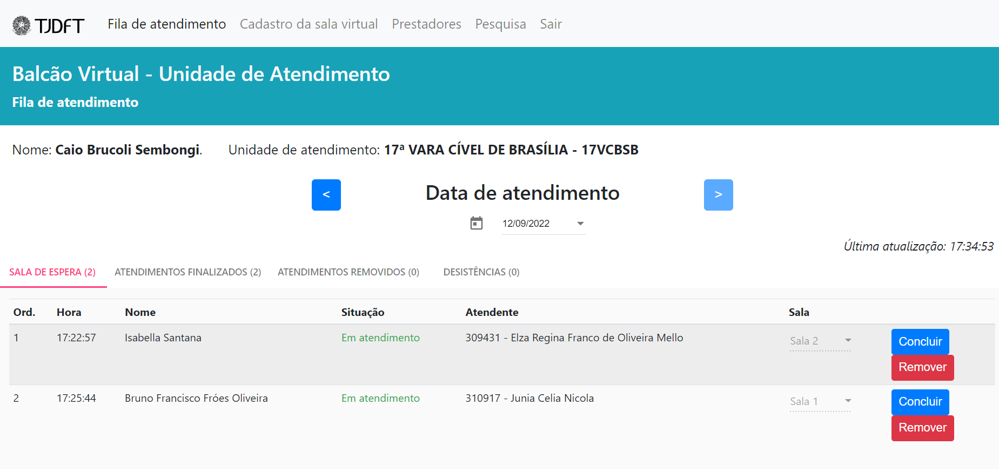 TJDFT Fila de atendimento Cadastro da sala virtual Prestadores Pesquisa Sair
Balcão Virtual - Unidade de Atendimento
Fila de atendimento
Nome: Caio Brucoli Sembongi. Unidade de atendimento: 17ª VARA CÍVEL DE BRASÍLIA - 17VCBSB
< Data de atendimento >
12/09/2022
Última atualização: 17:34:53
SALA DE ESPERA (2) ATENDIMENTOS FINALIZADOS (2) ATENDIMENTOS REMOVIDOS (0) DESISTÊNCIAS (0)
Ord. Hora Nome Situação Atendente Sala
1 17:22:57 Isabella Santana Em atendimento 309431 - Elza Regina Franco de Oliveira Mello Sala 2 Concluir
Remover
2 17:25:44 Bruno Francisco Fróes Oliveira Em atendimento 310917 - Junia Celia Nicola Sala 1 Concluir
Remover